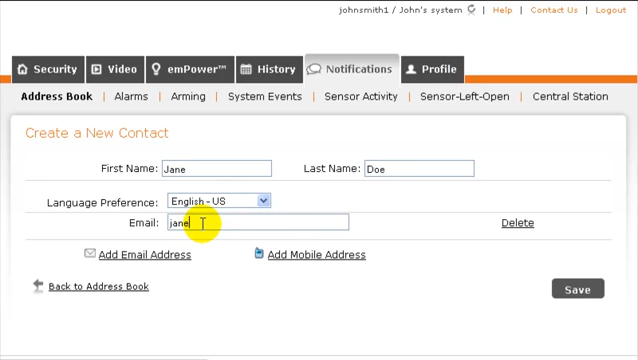 johnsmith1 / John's system | Help | Contact Us | Logout
Security Video emPower™ History Notifications Profile
Address Book | Alarms | Arming | System Events | Sensor Activity | Sensor-Left-Open | Central Station
Create a New Contact
First Name: Jane Last Name: Doe
Language Preference: English - US
Email: jane Delete
Add Email Address Add Mobile Address
Back to Address Book Save